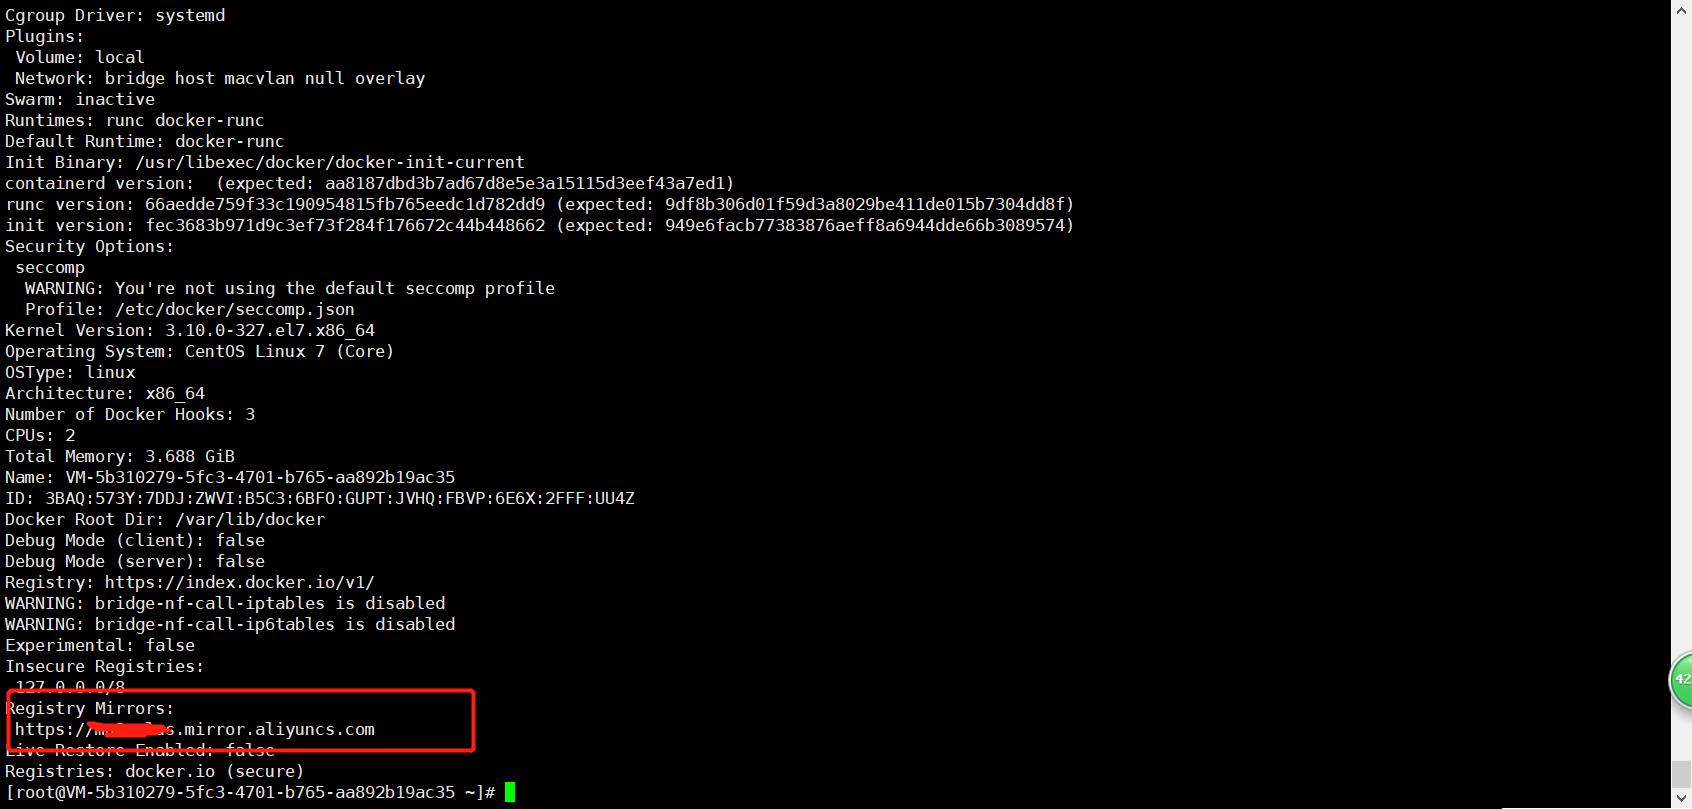 Cgroup Driver: systemd
Plugins:
Volume: local
Network: bridge host macvlan null overlay
Swarm: inactive
Runtimes: runc docker-runc
Default Runtime: docker-runc
Init Binary: /usr/libexec/docker/docker-init-current
containerd version:  (expected: aa8187dbd3b7ad67d8e5e3a15115d3eef43a7ed1)
runc version: 66aedde759f33c190954815fb765eedc1d782dd9 (expected: 9df8b306d01f59d3a8029be411de015b7304dd8f)
init version: fec3683b971d9c3ef73f284f176672c44b448662 (expected: 949e6facb77383876aeff8a6944dde66b3089574)
Security Options:
seccomp
WARNING: You're not using the default seccomp profile
Profile: /etc/docker/seccomp.json
Kernel Version: 3.10.0-327.el7.x86_64
Operating System: CentOS Linux 7 (Core)
OSType: linux
Architecture: x86_64
Number of Docker Hooks: 3
CPUs: 2
Total Memory: 3.688 GiB
Name: VM-5b310279-5fc3-4701-b765-aa892b19ac35
ID: 3BAQ:573Y:7DDJ:ZWVI:B5C3:6BFO:GUPT:JVHQ:FBVP:6E6X:2FFF:UU4Z
Docker Root Dir: /var/lib/docker
Debug Mode (client): false
Debug Mode (server): false
Registry: https://index.docker.io/v1/
WARNING: bridge-nf-call-iptables is disabled
WARNING: bridge-nf-call-ip6tables is disabled
Experimental: false
Insecure Registries:
127.0.0.0/8
Registry Mirrors:
https:// .mirror.aliyuncs.com
Live Restore Enabled: false
Registries: docker.io (secure)
[root@VM-5b310279-5fc3-4701-b765-aa892b19ac35 ~]#
42